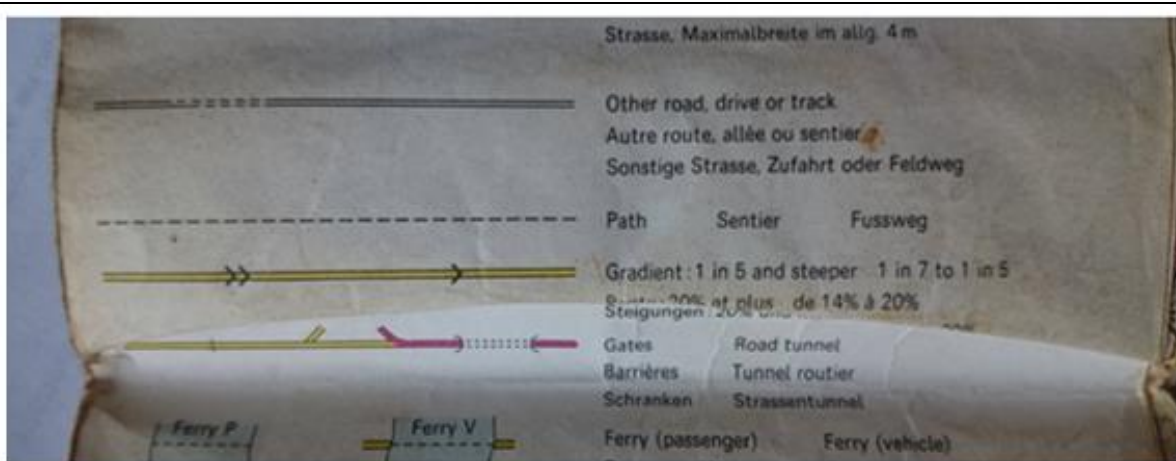 Strasse, Maximalbreite im allg. 4 m
Other road, drive or track
Autre route, allée ou sentier
Sonstige Strasse, Zufahrt oder Feldweg
Path Sentier Fussweg
Gradient : 1 in 5 and steeper 1 in 7 to 1 in 5
20% et plus de 14% à 20%
Steigungen
Gates Road tunnel
Barrières Tunnel routier
Schranken Strassentunnel
Ferry P Ferry V
Ferry (passenger) Ferry (vehicle)